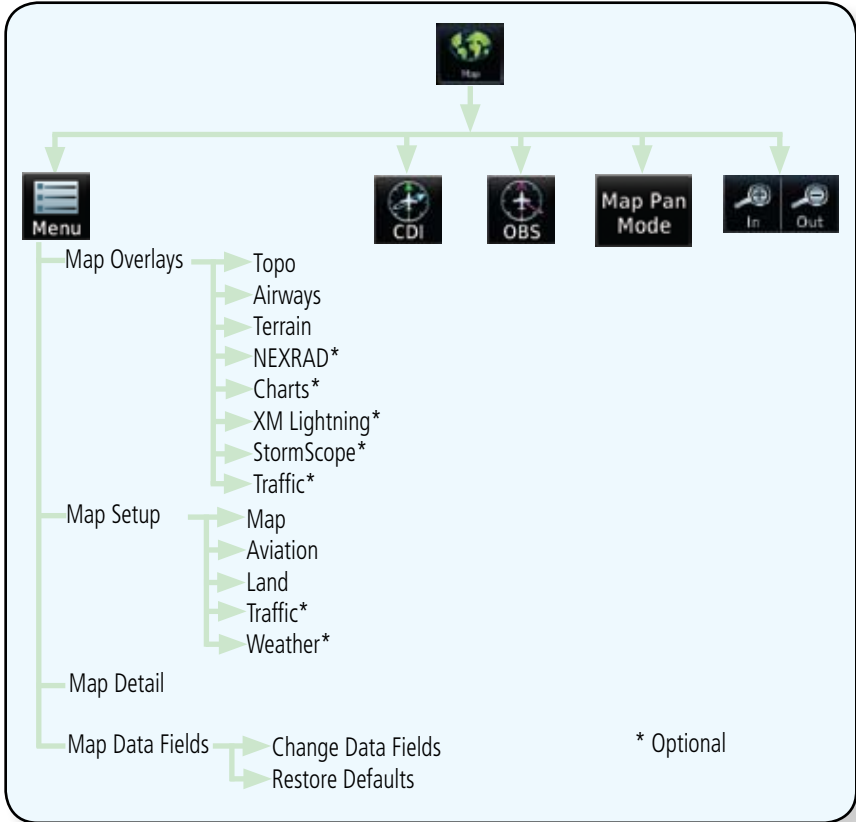 Map
Menu
CDI
OBS
Map Pan
Mode
In
Out
Map Overlays
Topo
Airways
Terrain
NEXRAD*
Charts*
XM Lightning*
StormScope*
Traffic*
Map Setup
Map
Aviation
Land
Traffic*
Weather*
Map Detail
Map Data Fields
Change Data Fields
Restore Defaults
* Optional